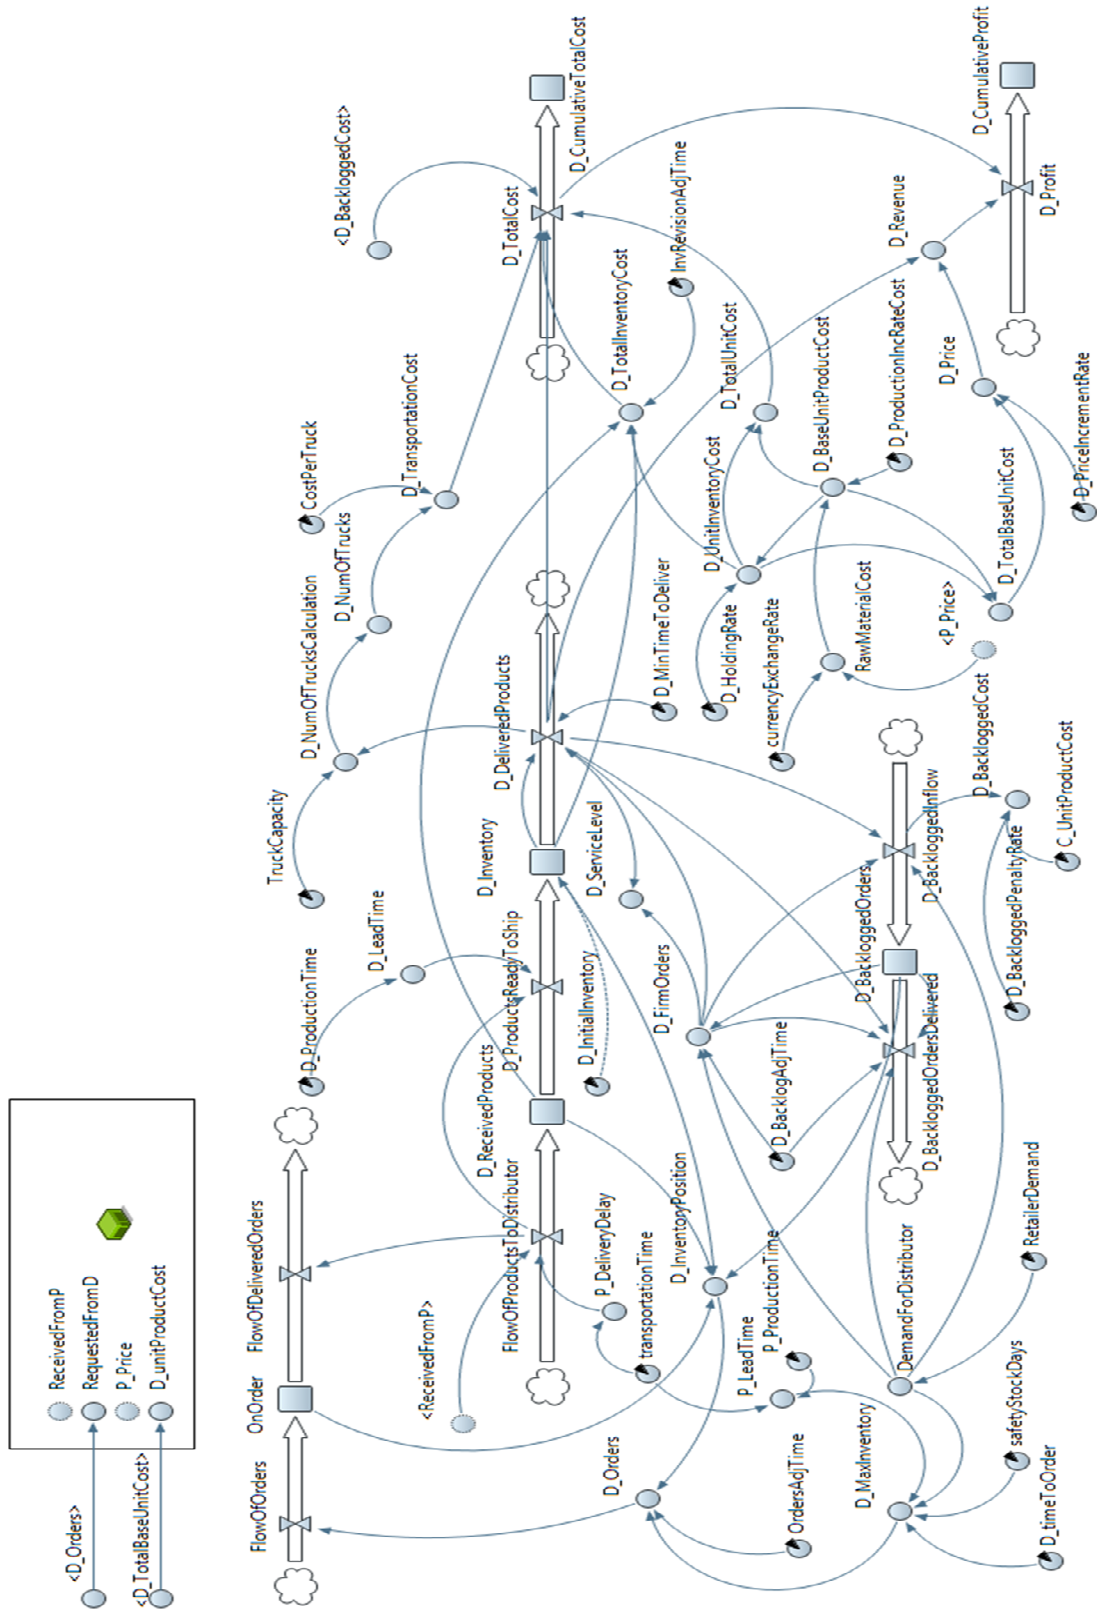 <D_Orders>
<D_TotalBaseUnitCost>
ReceivedFromP
RequestedFromD
P_Price
D_unitProductCost
FlowOfOrders
OnOrder
FlowOfDeliveredOrders
D_ProductionTime
D_LeadTime
TruckCapacity
D_NumOfTrucksCalculation
D_NumOfTrucks
CostPerTruck
D_TransportationCost
<D_BackloggedCost>
<ReceivedFromP>
FlowOfProductsToDistributor
D_ReceivedProducts
D_ProductsReadyToShip
D_Inventory
D_DeliveredProducts
D_TotalCost
D_CumulativeTotalCost
D_Orders
transportationTime
P_DeliveryDelay
D_InitialInventory
D_ServiceLevel
D_MinTimeToDeliver
D_TotalInventoryCost
InvRevisionAdjTime
D_InventoryPosition
D_FirmOrders
D_HoldingRate
D_UnitInventoryCost
D_TotalUnitCost
P_LeadTime
P_ProductionTime
OrdersAdjTime
D_BacklogAdjTime
currencyExchangeRate
RawMaterialCost
D_BaseUnitProductCost
D_ProductionIncRateCost
D_Revenue
D_MaxInventory
DemandForDistributor
D_BackloggedOrders
D_BackloggedOrdersDelivered
D_BackloggedInflow
<P_Price>
D_TotalBaseUnitCost
D_Price
D_CumulativeProfit
D_Profit
safetyStockDays
RetailerDemand
D_BackloggedPenaltyRate
D_BackloggedCost
D_timeToOrder
C_UnitProductCost
D_PriceIncrementRate